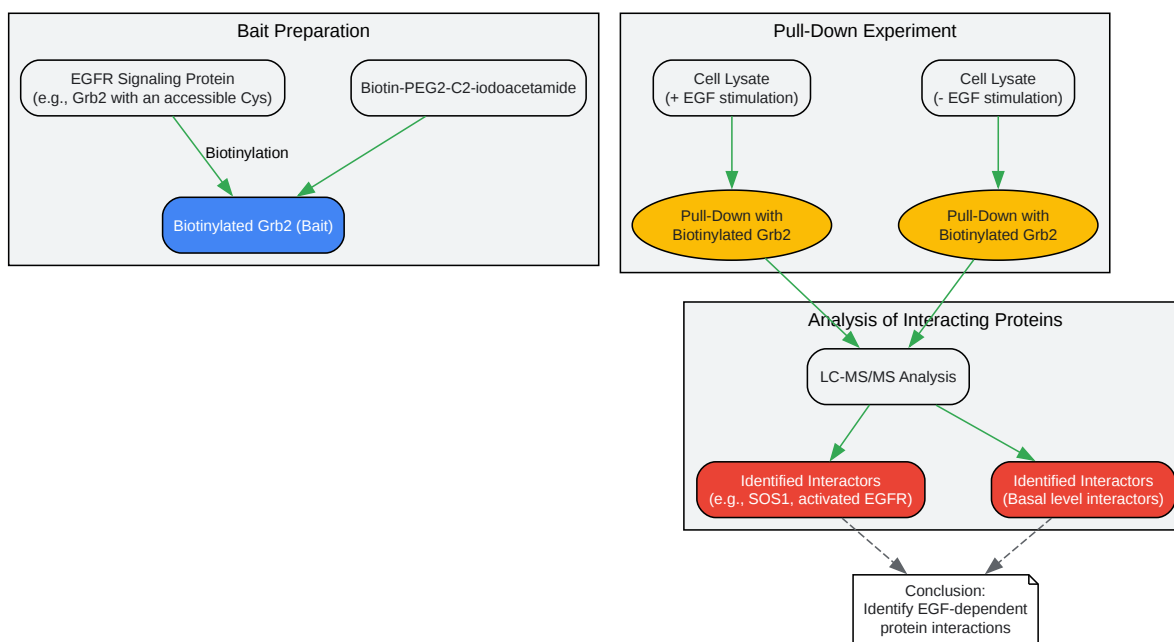 Bait Preparation
EGFR Signaling Protein
(e.g., Grb2 with an accessible Cys)
Biotin-PEG2-C2-iodoacetamide
Biotinylation
Biotinylated Grb2 (Bait)
Pull-Down Experiment
Cell Lysate
(+ EGF stimulation)
Cell Lysate
(- EGF stimulation)
Pull-Down with
Biotinylated Grb2
Pull-Down with
Biotinylated Grb2
Analysis of Interacting Proteins
LC-MS/MS Analysis
Identified Interactors
(e.g., SOS1, activated EGFR)
Identified Interactors
(Basal level interactors)
Conclusion:
Identify EGF-dependent
protein interactions